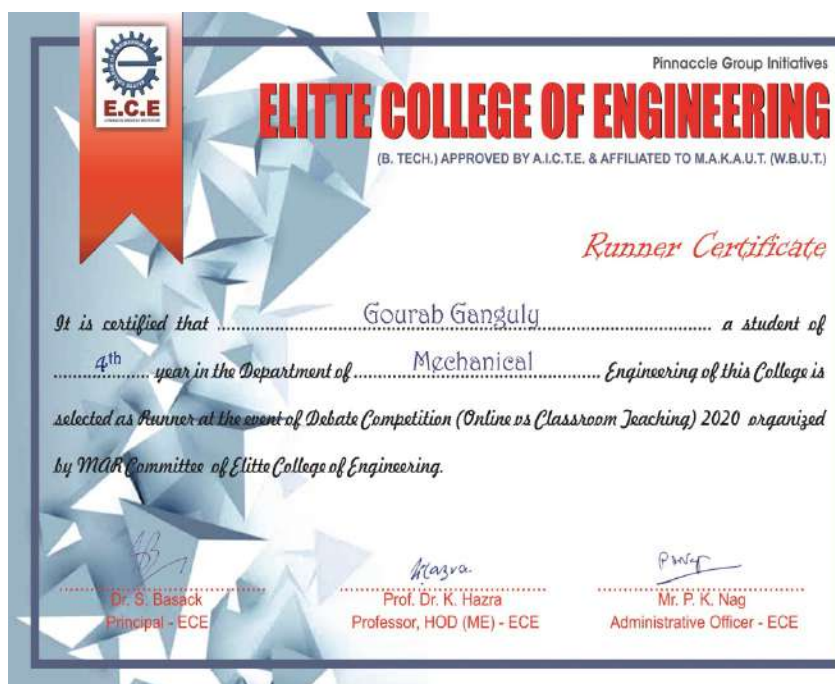 E.C.E
Pinnaccle Group Initiatives
ELITTE COLLEGE OF ENGINEERING
(B. TECH.) APPROVED BY A.I.C.T.E. & AFFILIATED TO M.A.K.A.U.T. (W.B.U.T.)
Runner Certificate
It is certified that ........ Gourab Ganguly ........ a student of
........ 4th ........ year in the Department of ........ Mechanical ........ Engineering of this College is
selected as Runner at the event of Debate Competition (Online vs Classroom Teaching) 2020 organized
by MAR Committee of Elitte College of Engineering.
Hazra
Dr. S. Basack
Principal - ECE
Prof. Dr. K. Hazra
Professor, HOD (ME) - ECE
Mr. P. K. Nag
Administrative Officer - ECE